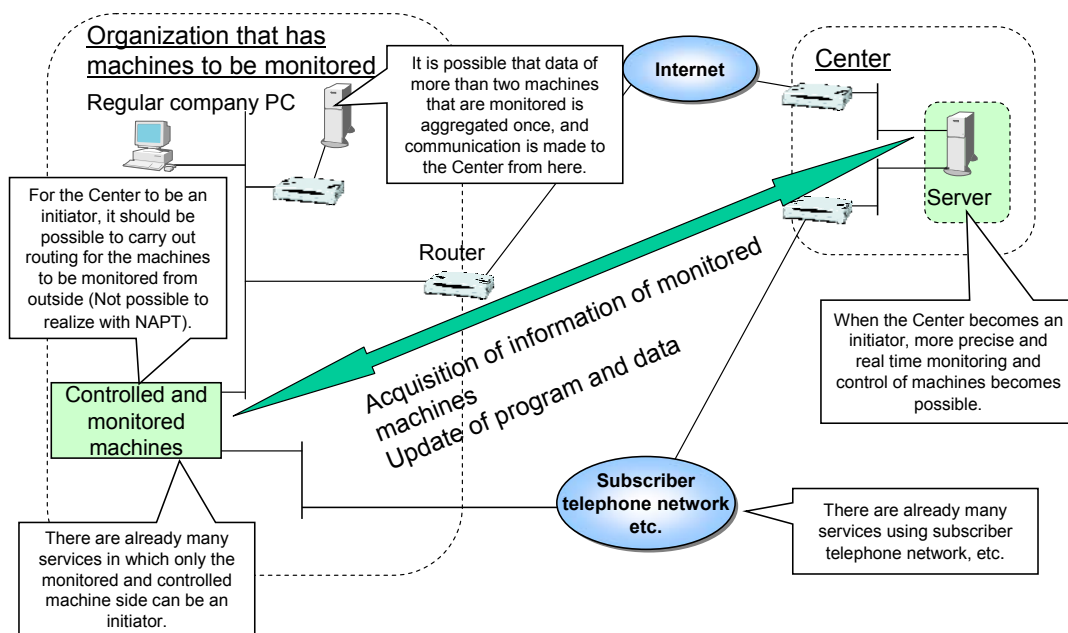 Organization that has
machines to be monitored
Regular company PC
It is possible that data of
more than two machines
that are monitored is
aggregated once, and
communication is made to
the Center from here.
Internet
Center
Server
For the Center to be an
initiator, it should be
possible to carry out
routing for the machines
to be monitored from
outside (Not possible to
realize with NAPT).
Router
Acquisition of information of monitored
machines
Update of program and data
When the Center becomes an
initiator, more precise and
real time monitoring and
control of machines becomes
possible.
Controlled and
monitored
machines
Subscriber
telephone network
etc.
There are already many
services using subscriber
telephone network, etc.
There are already many
services in which only the
monitored and controlled
machine side can be an
initiator.